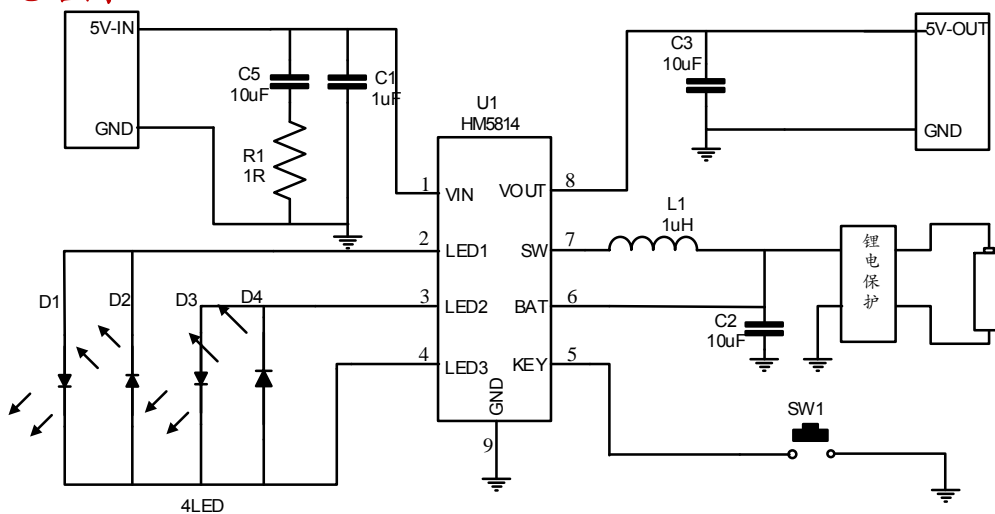 5V-IN
GND
C5
10uF
C1
1uF
R1
1R
U1
HM5814
C3
10uF
5V-OUT
GND
1
VIN
VOUT
8
2
LED1
SW
7
L1
1uH
3
LED2
BAT
6
4
LED3
KEY
5
GND
9
C2
10uF
锂
电
保
护
D1
D2
D3
D4
SW1
4LED